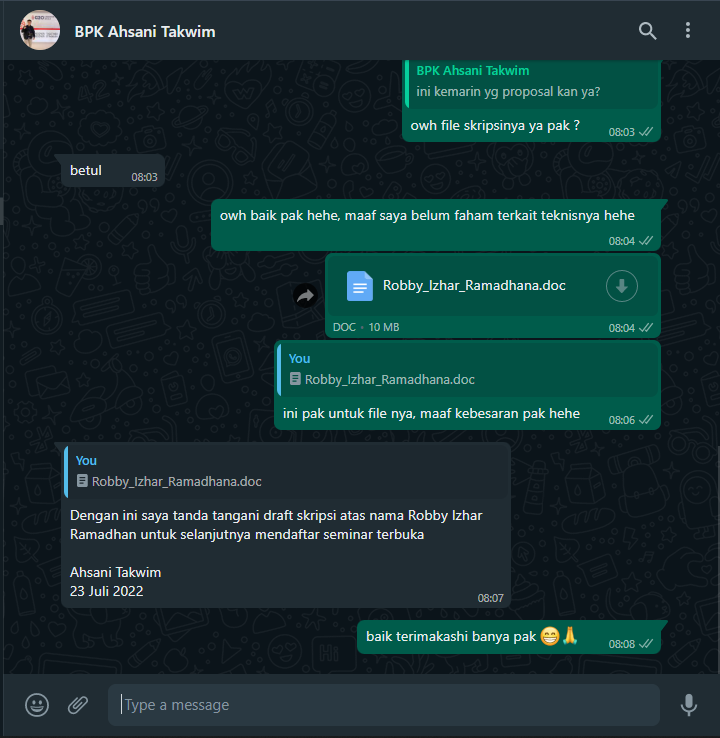 BPK Ahsani Takwim
BPK Ahsani Takwim
ini kemarin yg proposal kan ya?
owh file skripsinya ya pak ?
08:03
betul
08:03
owh baik pak hehe, maaf saya belum faham terkait teknisnya hehe
08:04
Robby_Izhar_Ramadhana.doc
DOC • 10 MB
08:04
You
Robby_Izhar_Ramadhana.doc
ini pak untuk file nya, maaf kebesaran pak hehe
08:06
You
Robby_Izhar_Ramadhana.doc
Dengan ini saya tanda tangani draft skripsi atas nama Robby Izhar
Ramadhan untuk selanjutnya mendaftar seminar terbuka
Ahsani Takwim
23 Juli 2022
08:07
baik terimakashi banya pak 😁🙏
08:08
Type a message